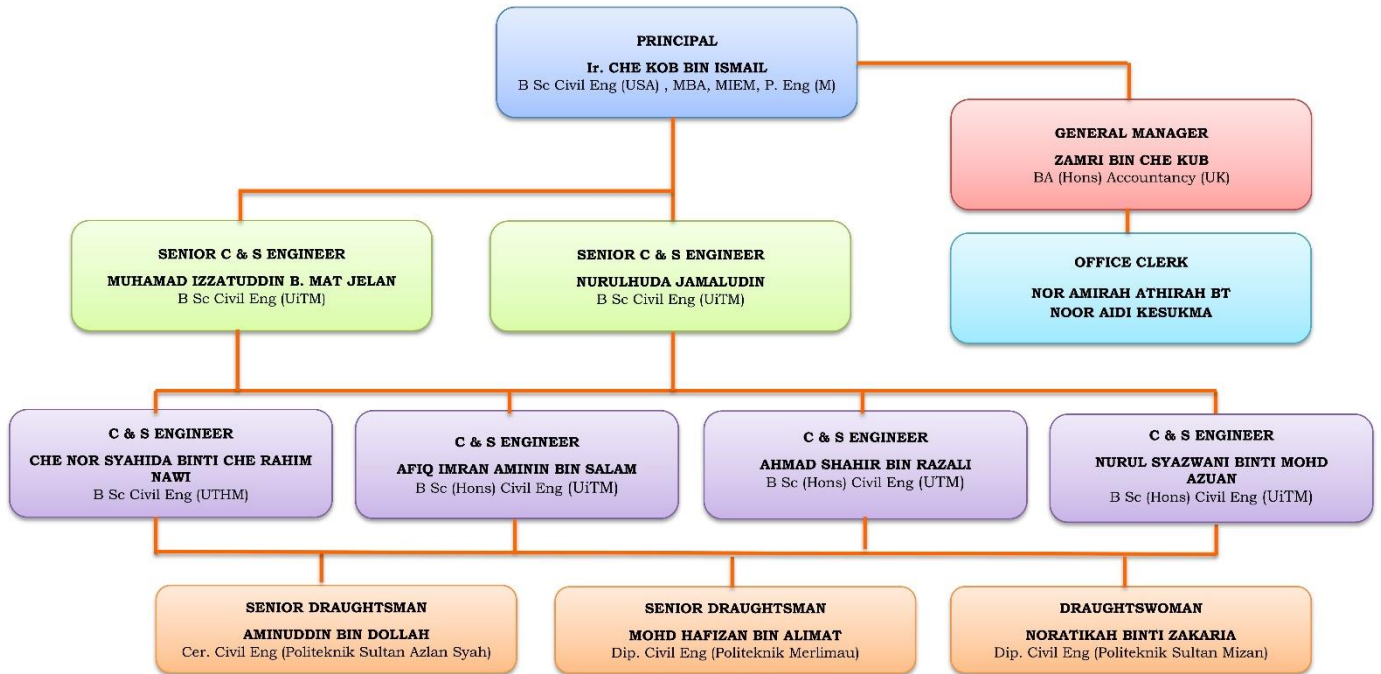 PRINCIPAL
Ir. CHE KOB BIN ISMAIL
B Sc Civil Eng (USA) , MBA, MIEM, P. Eng (M)
GENERAL MANAGER
ZAMRI BIN CHE KUB
BA (Hons) Accountancy (UK)
SENIOR C & S ENGINEER
MUHAMAD IZZATUDDIN B. MAT JELAN
B Sc Civil Eng (UiTM)
SENIOR C & S ENGINEER
NURULHUDA JAMALUDIN
B Sc Civil Eng (UiTM)
OFFICE CLERK
NOR AMIRAH ATHIRAH BT
NOOR AIDI KESUKMA
C & S ENGINEER
CHE NOR SYAHIDA BINTI CHE RAHIM
NAWI
B Sc Civil Eng (UTHM)
C & S ENGINEER
AFIQ IMRAN AMININ BIN SALAM
B Sc (Hons) Civil Eng (UiTM)
C & S ENGINEER
AHMAD SHAHIR BIN RAZALI
B Sc (Hons) Civil Eng (UTM)
C & S ENGINEER
NURUL SYAZWANI BINTI MOHD
AZUAN
B Sc (Hons) Civil Eng (UiTM)
SENIOR DRAUGHTSMAN
AMINUDDIN BIN DOLLAH
Cer. Civil Eng (Politeknik Sultan Azlan Syah)
SENIOR DRAUGHTSMAN
MOHD HAFIZAN BIN ALIMAT
Dip. Civil Eng (Politeknik Merlimau)
DRAUGHTSWOMAN
NORATIKAH BINTI ZAKARIA
Dip. Civil Eng (Politeknik Sultan Mizan)